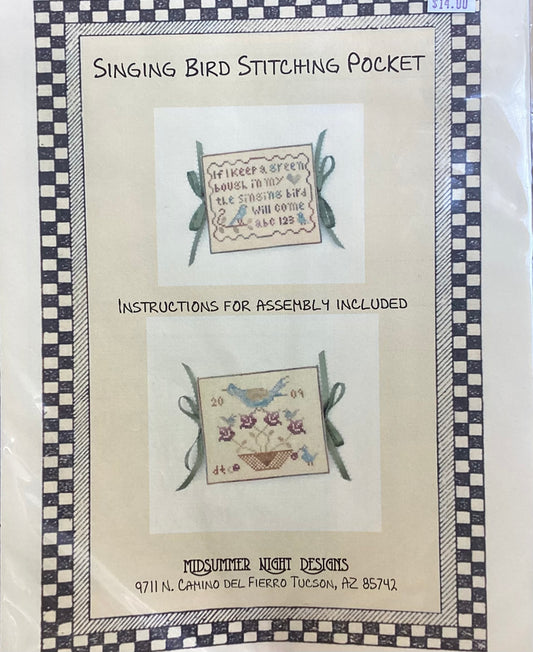 $14.00
SINGING BIRD STITCHING POCKET
If I keep a green
bough in my
the singing bird
will come
abc 123
INSTRUCTIONS FOR ASSEMBLY INCLUDED
20 09
dtc
MIDSUMMER NIGHT DESIGNS
9711 N. CAMINO DEL FIERRO TUCSON, AZ 85742